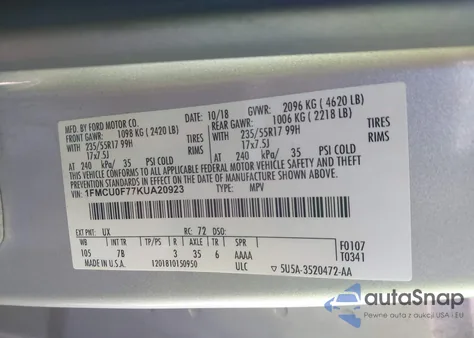 MFD. BY FORD MOTOR CO.
DATE: 10/18 GVWR: 2096 KG ( 4620 LB)
FRONT GAWR: 1098 KG ( 2420 LB) REAR GAWR: 1006 KG ( 2218 LB)
WITH 235/55R17 99H TIRES WITH 235/55R17 99H TIRES
17x7.5J RIMS 17x7.5J RIMS
AT 240 kPa/ 35 PSI COLD AT 240 kPa/ 35 PSI COLD
THIS VEHICLE CONFORMS TO ALL APPLICABLE FEDERAL MOTOR VEHICLE SAFETY, BUMPER, AND THEFT PREVENTION STANDARDS IN EFFECT ON THE DATE OF MANUFACTURE SHOWN ABOVE.
VIN: 1FMCU0F77KUA20923 TYPE: MPV
EXT PNT: UX RC: 72 DSO:
WB INT TR TP/PS R AXLE TR SPR
105 7B 3 35 6 AAAA
F0107
T0341
MADE IN U.S.A. 1201810150950 ULC ▽ 5U5A-3520472-AA
autaSnap
Pewne auta z USA i EU